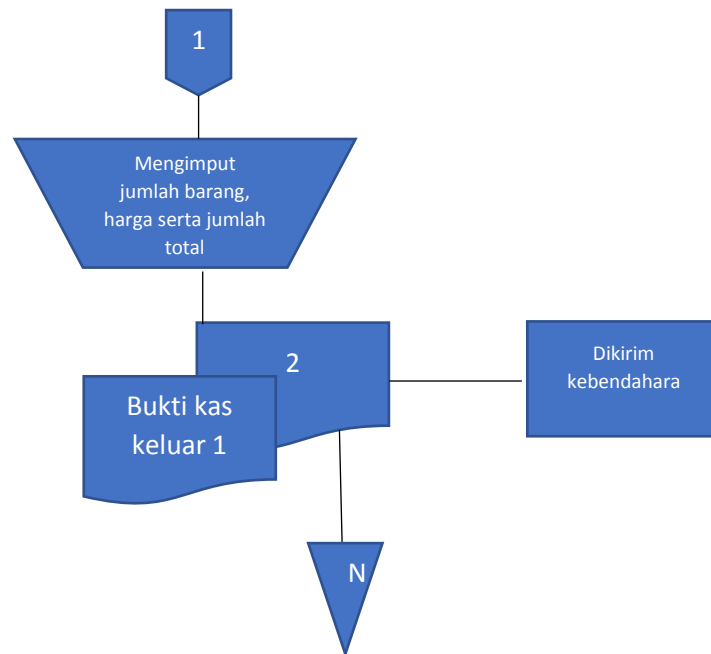 1
Mengimput
jumlah barang,
harga serta jumlah
total
2
Bukti kas
keluar 1
Dikirim
kebendahara
N